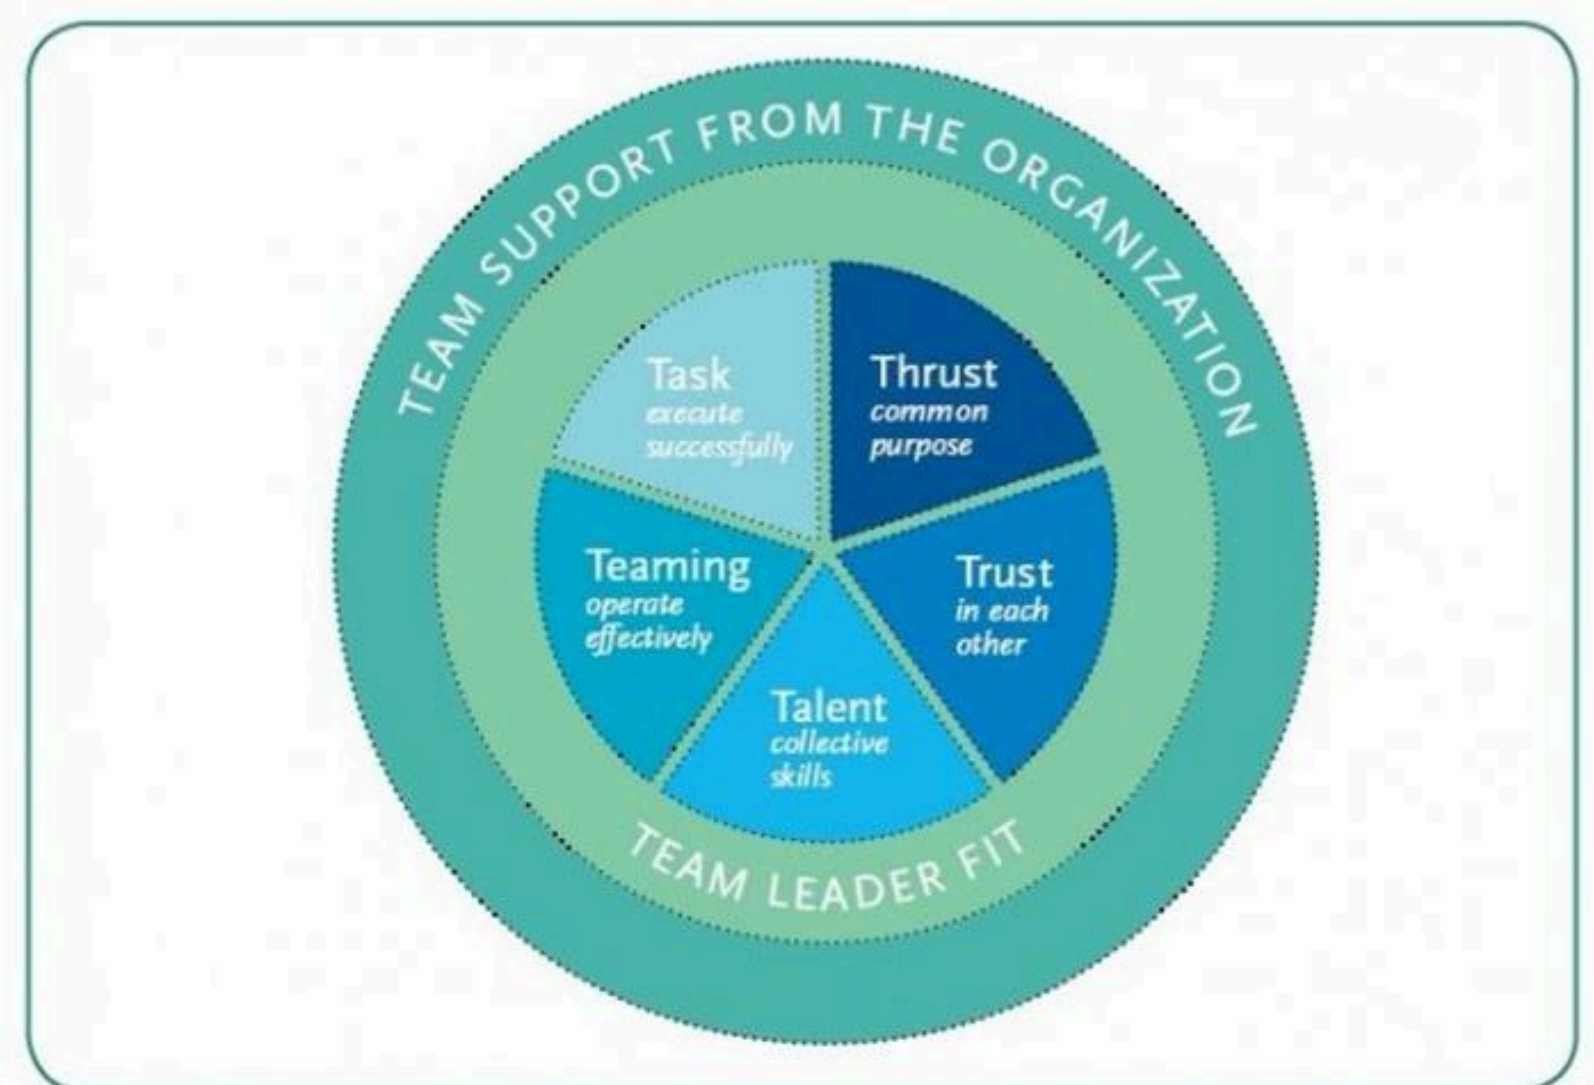 TEAM SUPPORT FROM THE ORGANIZATION
Task
execute
successfully
Thrust
common
purpose
Teaming
operate
effectively
Trust
in each
other
Talent
collective
skills
TEAM LEADER FIT